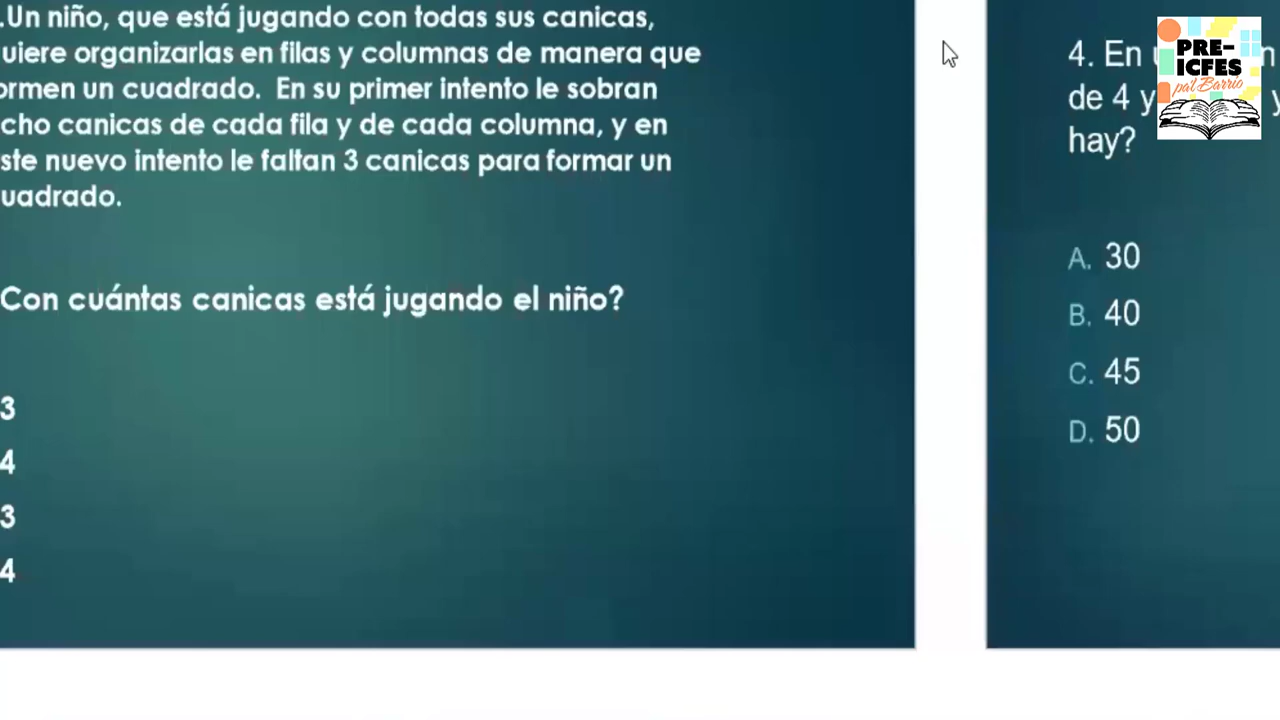 .Un niño, que está jugando con todas sus canicas,
uiere organizarlas en filas y columnas de manera que
ormen un cuadrado. En su primer intento le sobran
cho canicas de cada fila y de cada columna, y en
ste nuevo intento le faltan 3 canicas para formar un
uadrado.
Con cuántas canicas está jugando el niño?
3
4
3
4
4. En
de 4 y
hay?
A. 30
B. 40
C. 45
D. 50
PRE-
ICFES
pal Barrio